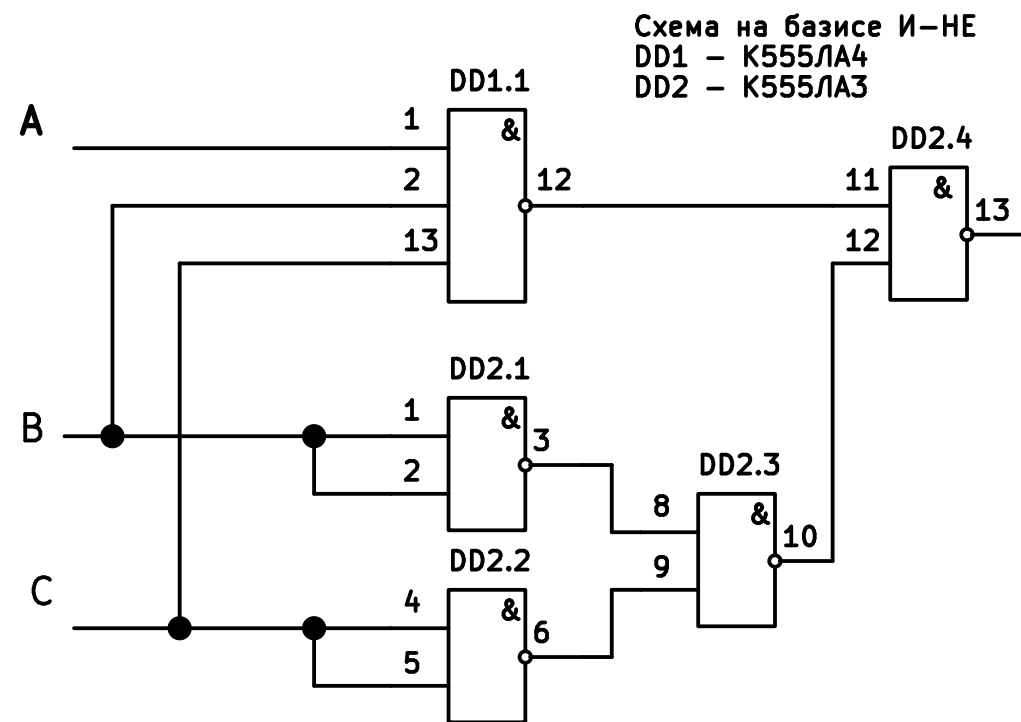 Схема на базисе И-НЕ
DD1 - К555ЛА4
DD2 - К555ЛА3
DD1.1
A
1
&
2
12
13
DD2.4
11
&
13
12
DD2.1
B
1
&
3
2
DD2.3
8
&
10
9
DD2.2
C
4
&
6
5